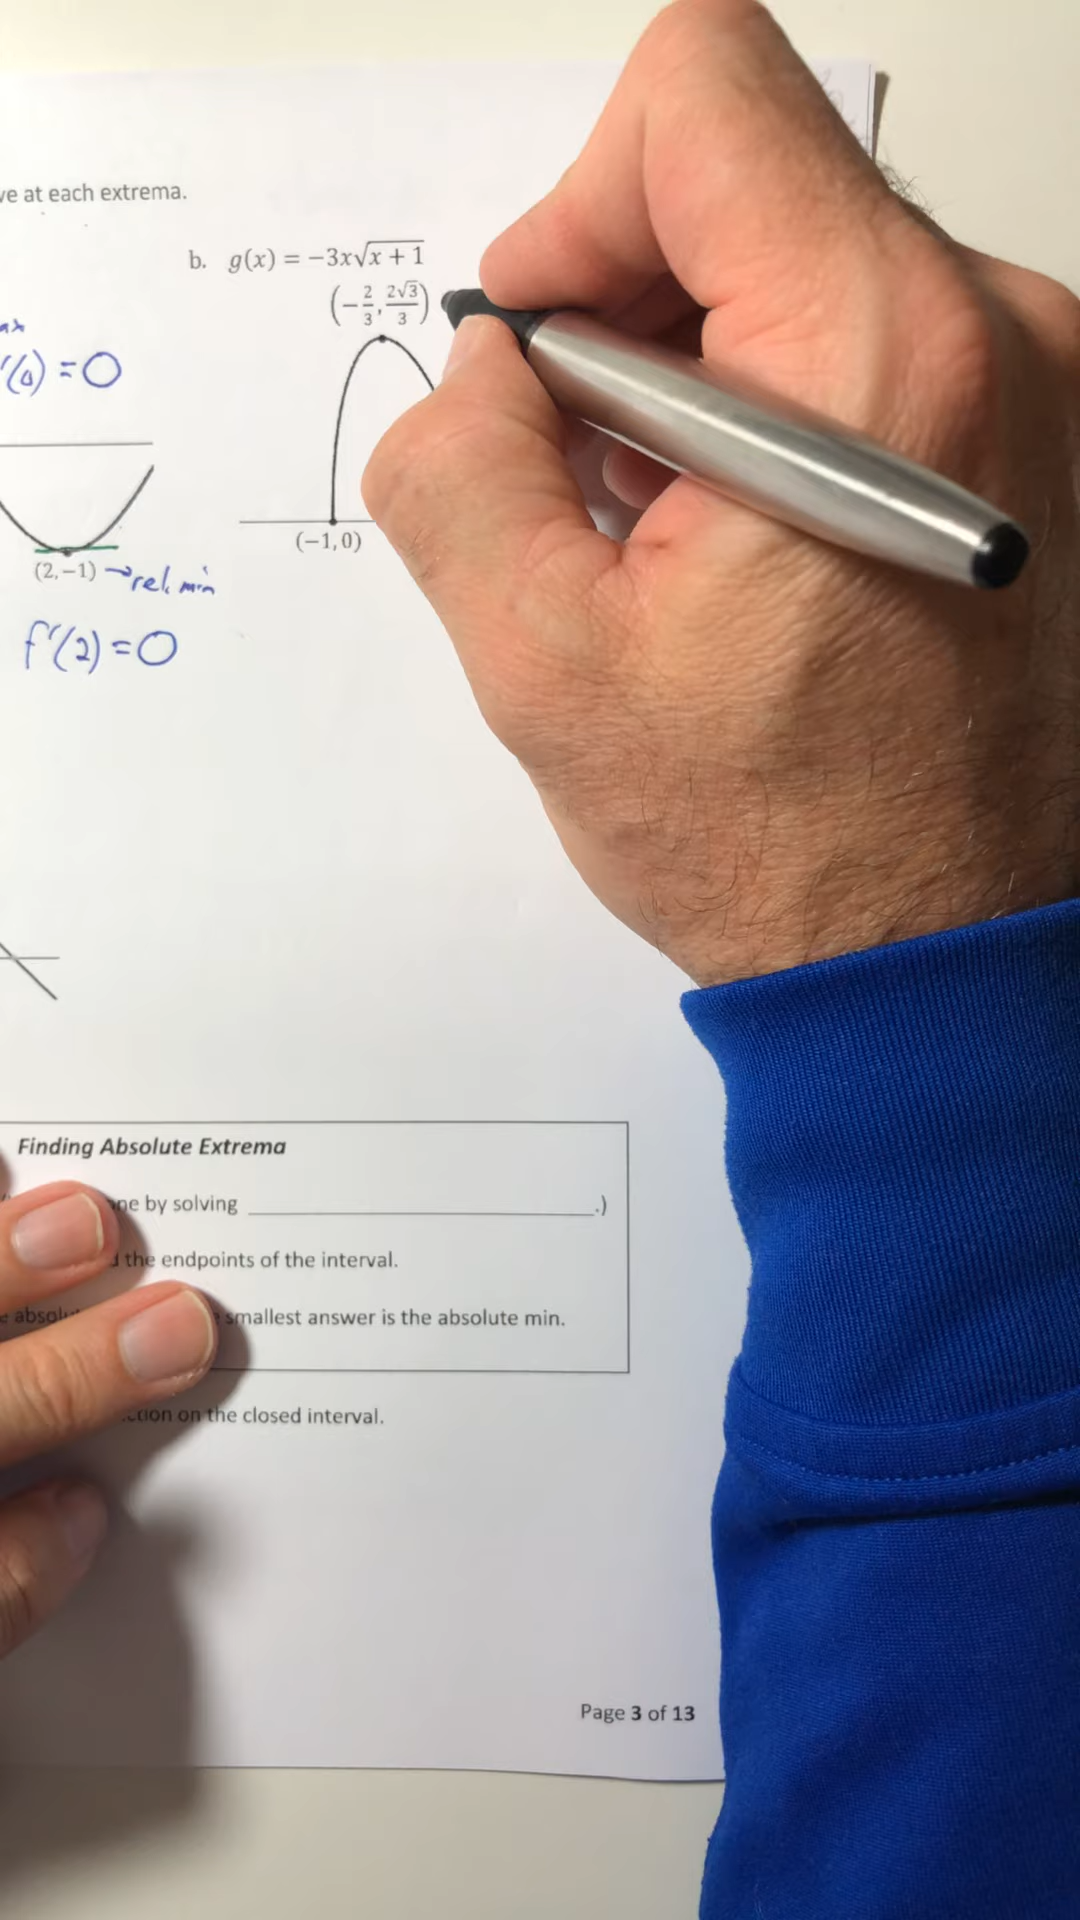 at each extrema.
b. g(x) = −3x√x + 1
(−2/3, 2√3/3)
=0
(−1, 0)
(2, −1) → rel. min
f'(2)=0
Finding Absolute Extrema
by solving ____________________.)
the endpoints of the interval.
smallest answer is the absolute min.
on the closed interval.
Page 3 of 13